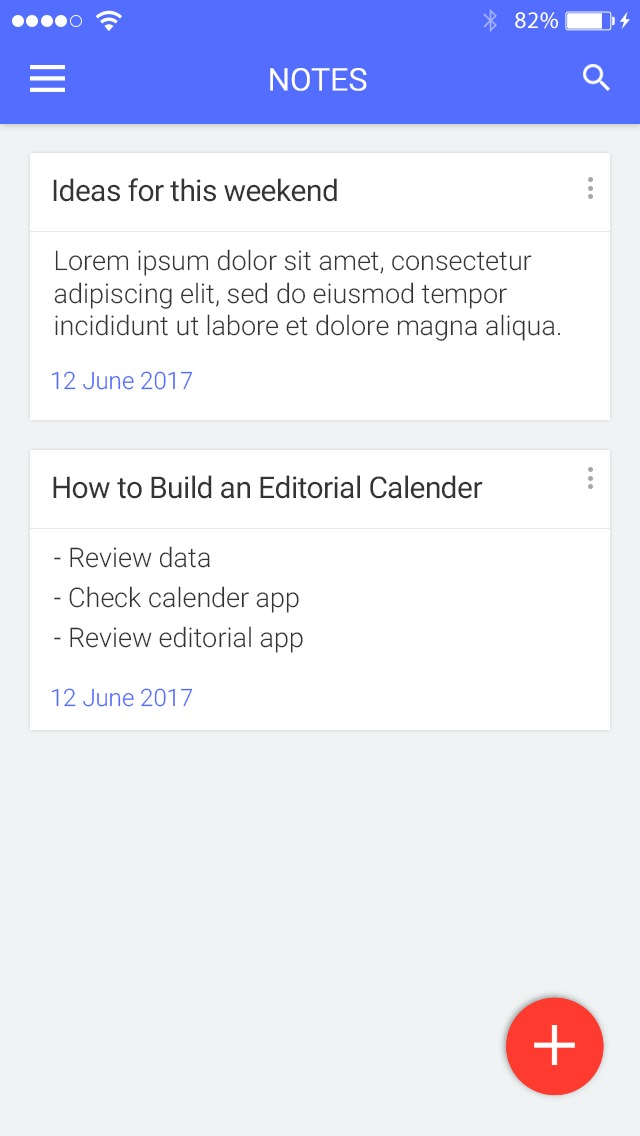 82%
NOTES
Ideas for this weekend
Lorem ipsum dolor sit amet, consectetur
adipiscing elit, sed do eiusmod tempor
incididunt ut labore et dolore magna aliqua.
12 June 2017
How to Build an Editorial Calender
- Review data
- Check calender app
- Review editorial app
12 June 2017